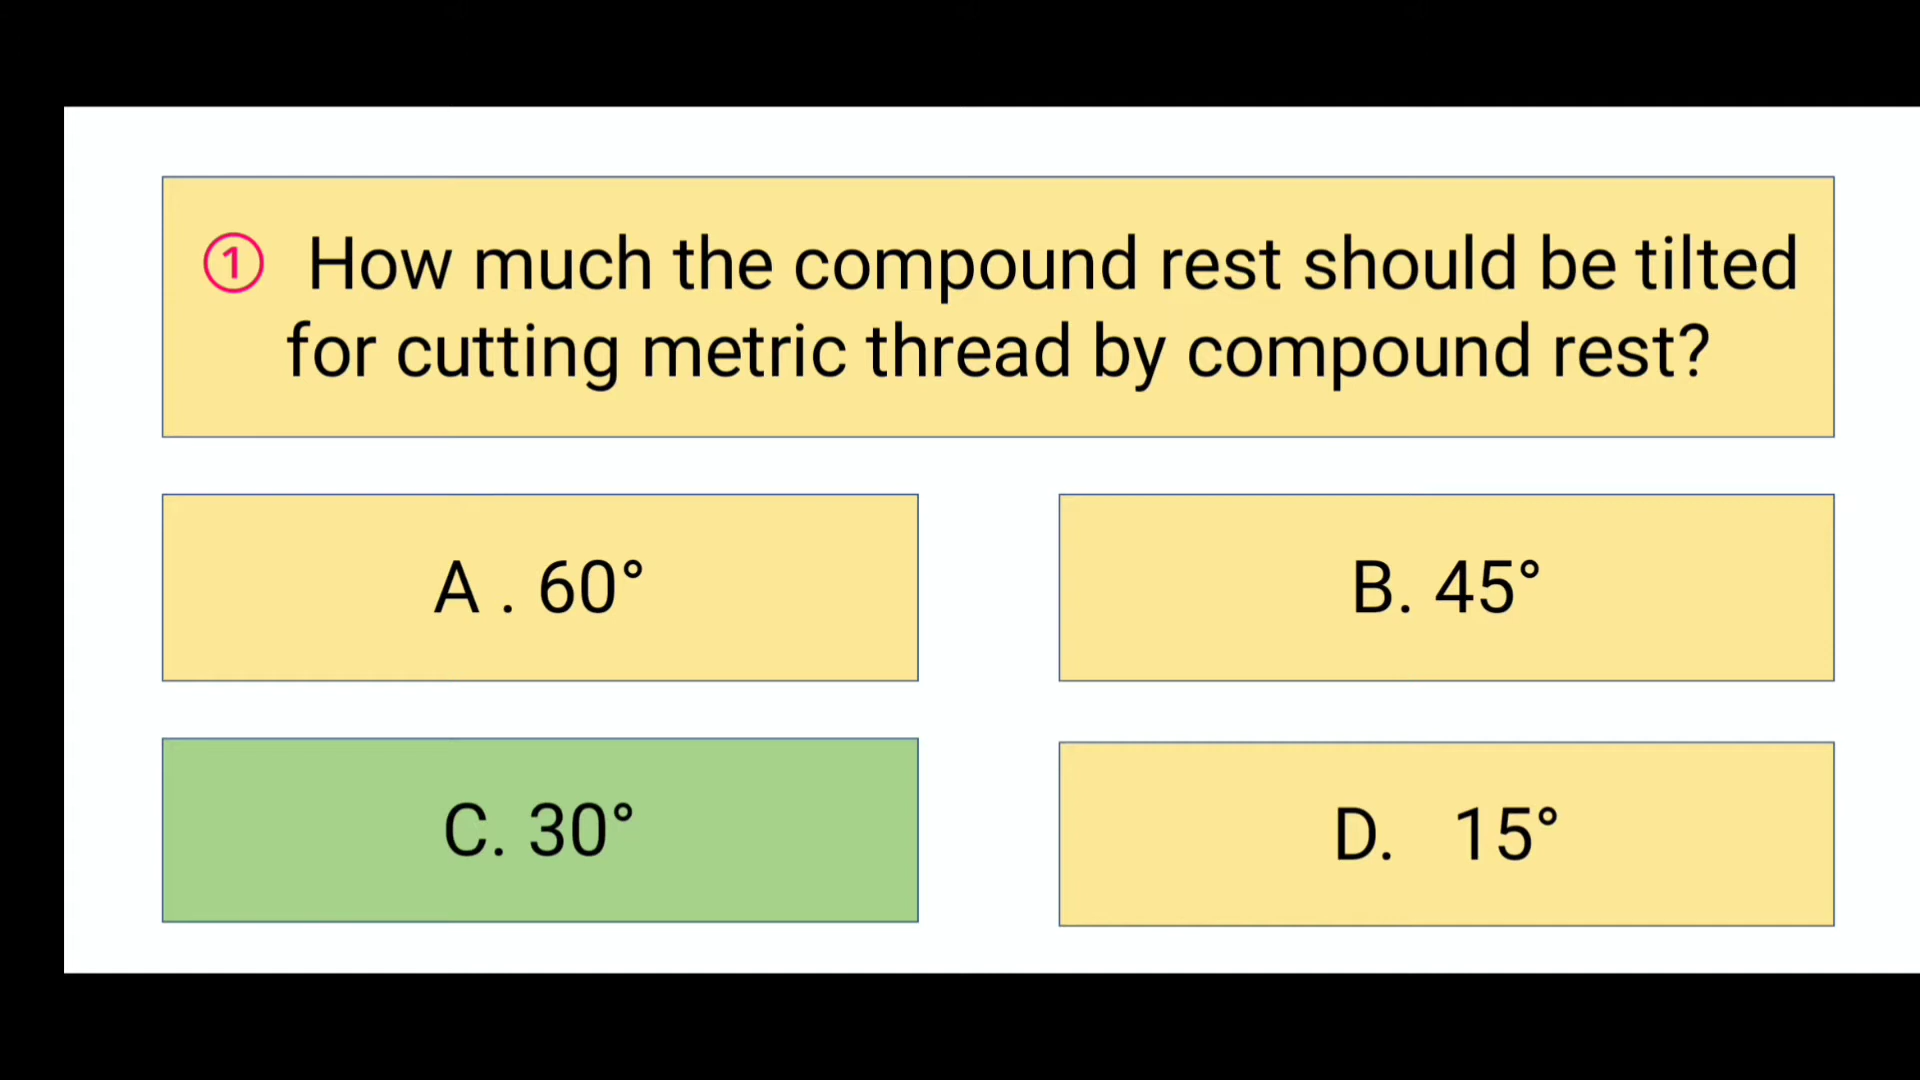 ① How much the compound rest should be tilted
for cutting metric thread by compound rest?
A . 60°
B. 45°
C. 30°
D. 15°